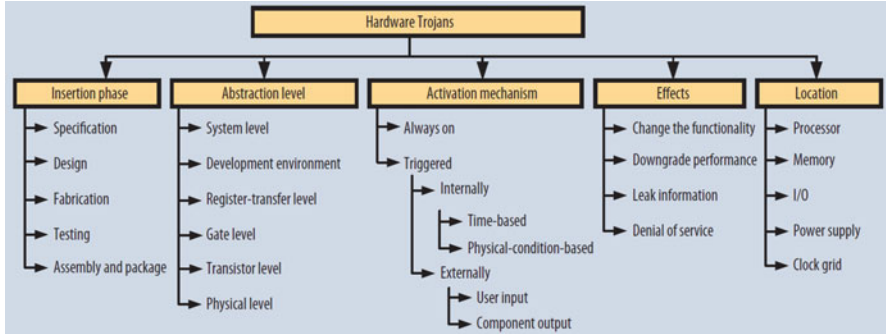 Hardware Trojans
Insertion phase
Specification
Design
Fabrication
Testing
Assembly and package
Abstraction level
System level
Development environment
Register-transfer level
Gate level
Transistor level
Physical level
Activation mechanism
Always on
Triggered
Internally
Time-based
Physical-condition-based
Externally
User input
Component output
Effects
Change the functionality
Downgrade performance
Leak information
Denial of service
Location
Processor
Memory
I/O
Power supply
Clock grid